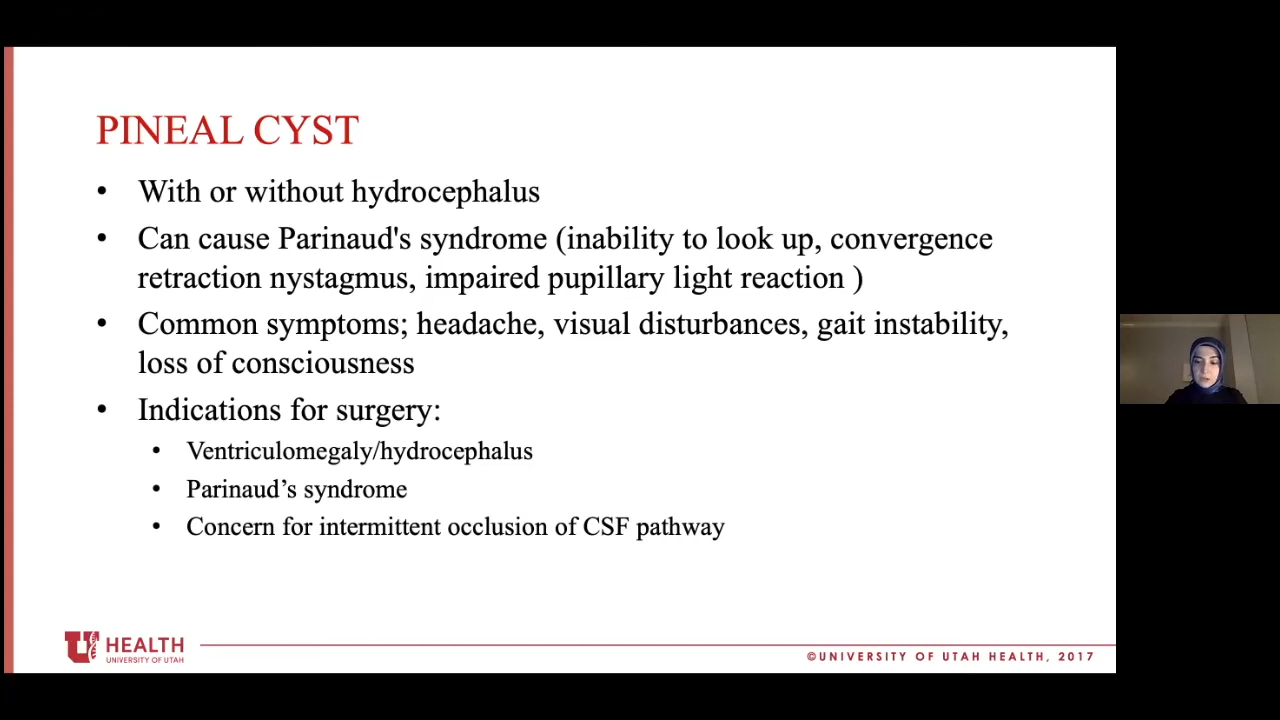 PINEAL CYST
• With or without hydrocephalus
• Can cause Parinaud's syndrome (inability to look up, convergence
retraction nystagmus, impaired pupillary light reaction )
• Common symptoms; headache, visual disturbances, gait instability,
loss of consciousness
• Indications for surgery:
• Ventriculomegaly/hydrocephalus
• Parinaud’s syndrome
• Concern for intermittent occlusion of CSF pathway
U HEALTH
UNIVERSITY OF UTAH
©UNIVERSITY OF UTAH HEALTH, 2017